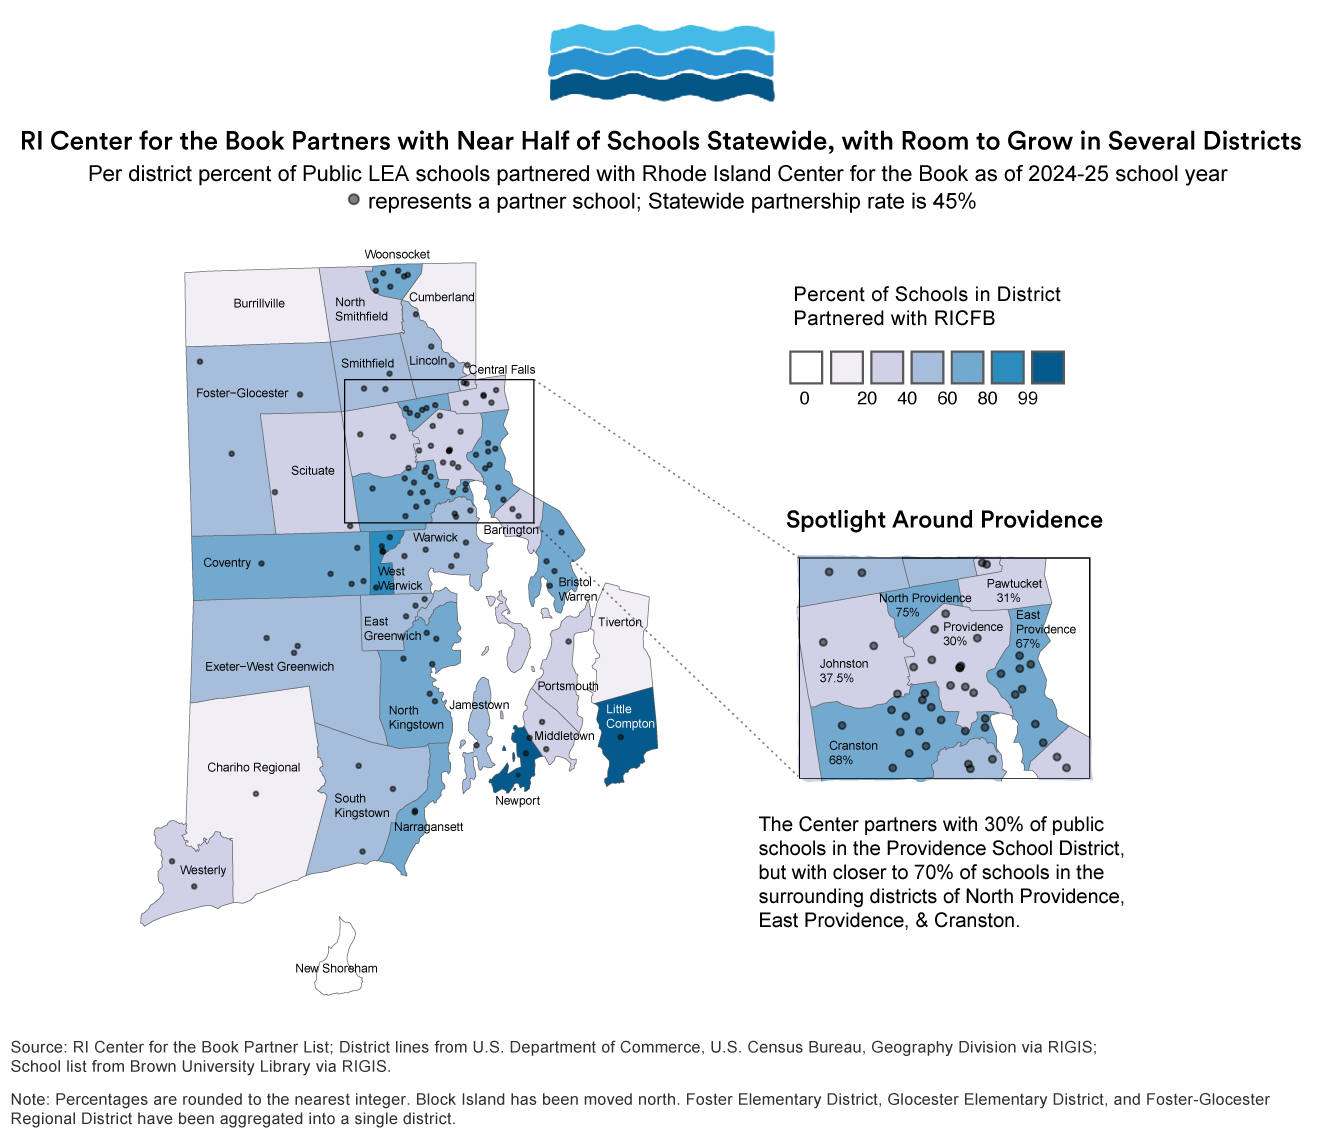 RI Center for the Book Partners with Near Half of Schools Statewide, with Room to Grow in Several Districts
Per district percent of Public LEA schools partnered with Rhode Island Center for the Book as of 2024-25 school year
represents a partner school; Statewide partnership rate is 45%
Woonsocket
Burrillville
North
Smithfield
Cumberland
Smithfield
Lincoln
Central Falls
Foster–Glocester
Scituate
Barrington
Warwick
Coventry
West
Warwick
Bristol
Warren
East
Greenwich
Tiverton
Exeter–West Greenwich
Portsmouth
North
Kingstown
Jamestown
Little
Compton
Middletown
Chariho Regional
South
Kingstown
Newport
Narragansett
Westerly
New Shoreham
Percent of Schools in District
Partnered with RICFB
0 20 40 60 80 99
Spotlight Around Providence
Pawtucket
31%
North Providence
75%
East
Providence
67%
Providence
30%
Johnston
37.5%
Cranston
68%
The Center partners with 30% of public
schools in the Providence School District,
but with closer to 70% of schools in the
surrounding districts of North Providence,
East Providence, & Cranston.
Source: RI Center for the Book Partner List; District lines from U.S. Department of Commerce, U.S. Census Bureau, Geography Division via RIGIS;
School list from Brown University Library via RIGIS.
Note: Percentages are rounded to the nearest integer. Block Island has been moved north. Foster Elementary District, Glocester Elementary District, and Foster-Glocester
Regional District have been aggregated into a single district.